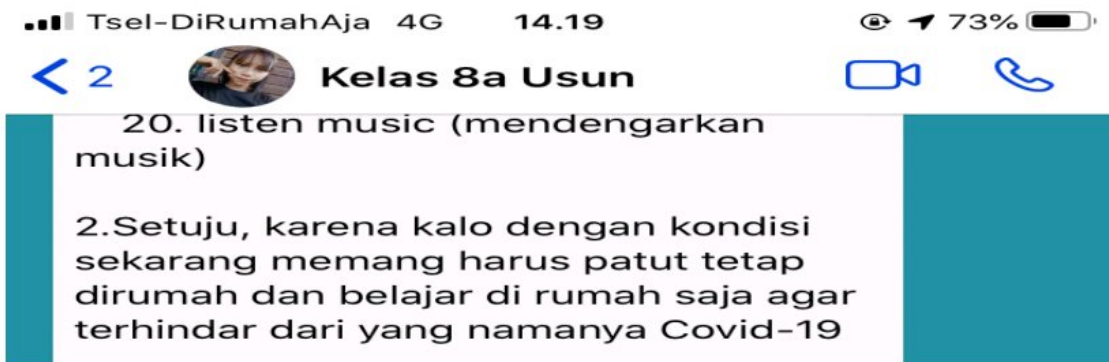 Tsel-DiRumahAja 4G 14.19 73%
2 Kelas 8a Usun
20. listen music (mendengarkan
musik)
2.Setuju, karena kalo dengan kondisi
sekarang memang harus patut tetap
dirumah dan belajar di rumah saja agar
terhindar dari yang namanya Covid-19